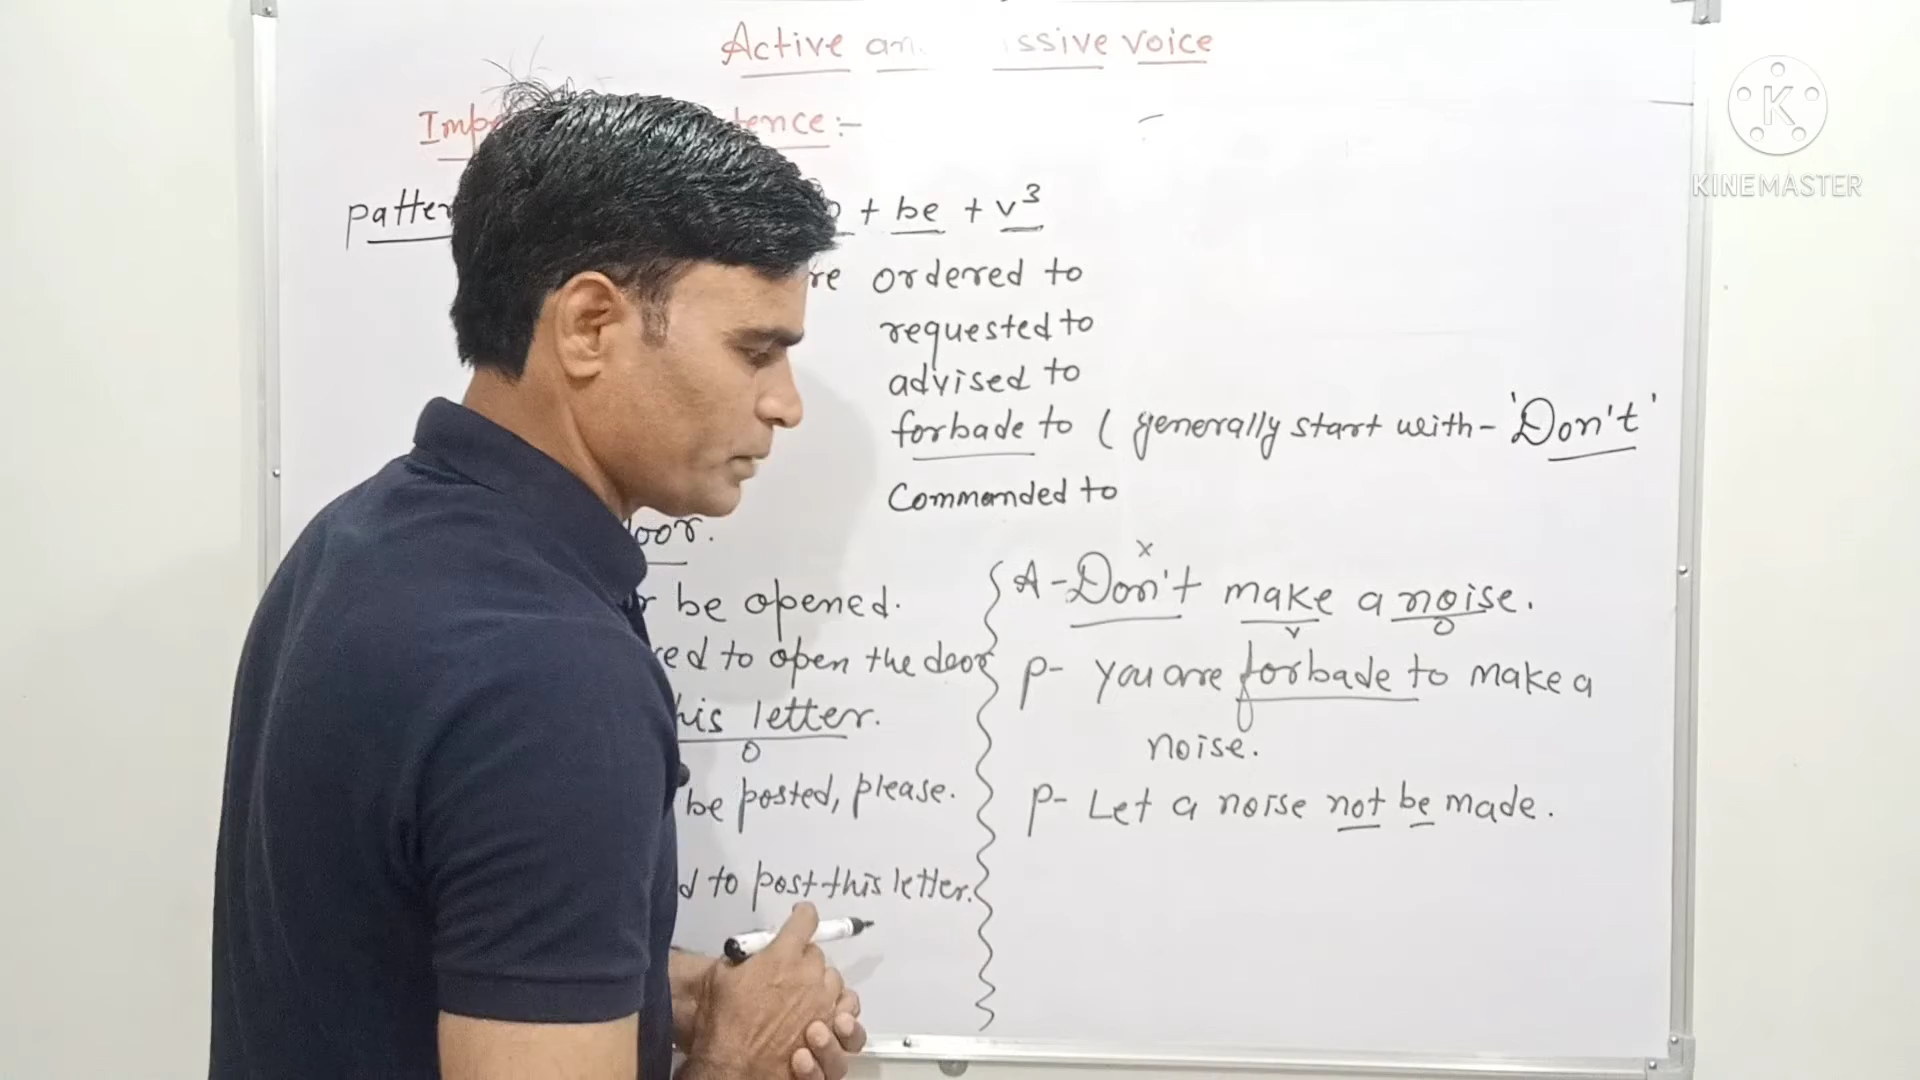 Active an ssive voice
Impe tence :-
patter + be + v³
re ordered to
requested to
advised to
forbade to ( generally start with - 'Don't'
Commanded to
oor.
be opened.
ed to open the door
his letter.
O
be posted, please.
d to post this letter.
x
A - Don't make a noise.
v O
p- you are forbade to make a
noise.
p- Let a noise not be made.
K
KINEMASTER